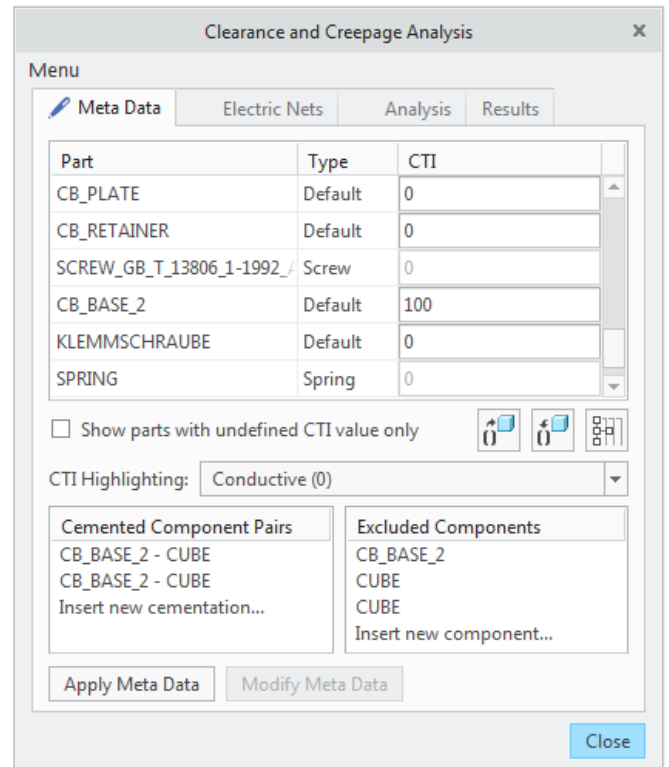 Clearance and Creepage Analysis
Menu
Meta Data Electric Nets Analysis Results
Part Type CTI
CB_PLATE Default 0
CB_RETAINER Default 0
SCREW_GB_T_13806_1-1992_ Screw 0
CB_BASE_2 Default 100
KLEMMSCHRAUBE Default 0
SPRING Spring 0
Show parts with undefined CTI value only
CTI Highlighting: Conductive (0)
Cemented Component Pairs
CB_BASE_2 - CUBE
CB_BASE_2 - CUBE
Insert new cementation...
Excluded Components
CB_BASE_2
CUBE
CUBE
Insert new component...
Apply Meta Data Modify Meta Data
Close